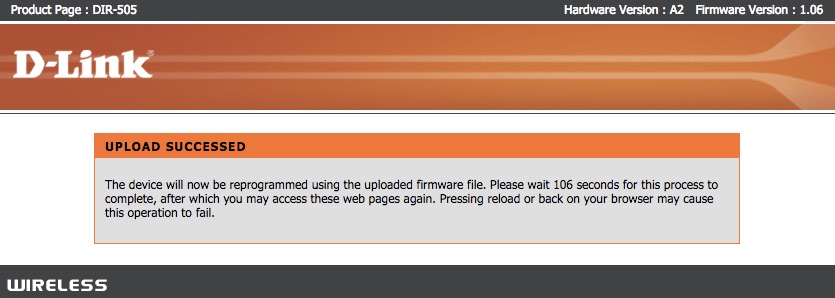 Product Page : DIR-505 Hardware Version : A2 Firmware Version : 1.06
D-Link®
UPLOAD SUCCESSED
The device will now be reprogrammed using the uploaded firmware file. Please wait 106 seconds for this process to
complete, after which you may access these web pages again. Pressing reload or back on your browser may cause
this operation to fail.
WIRELESS